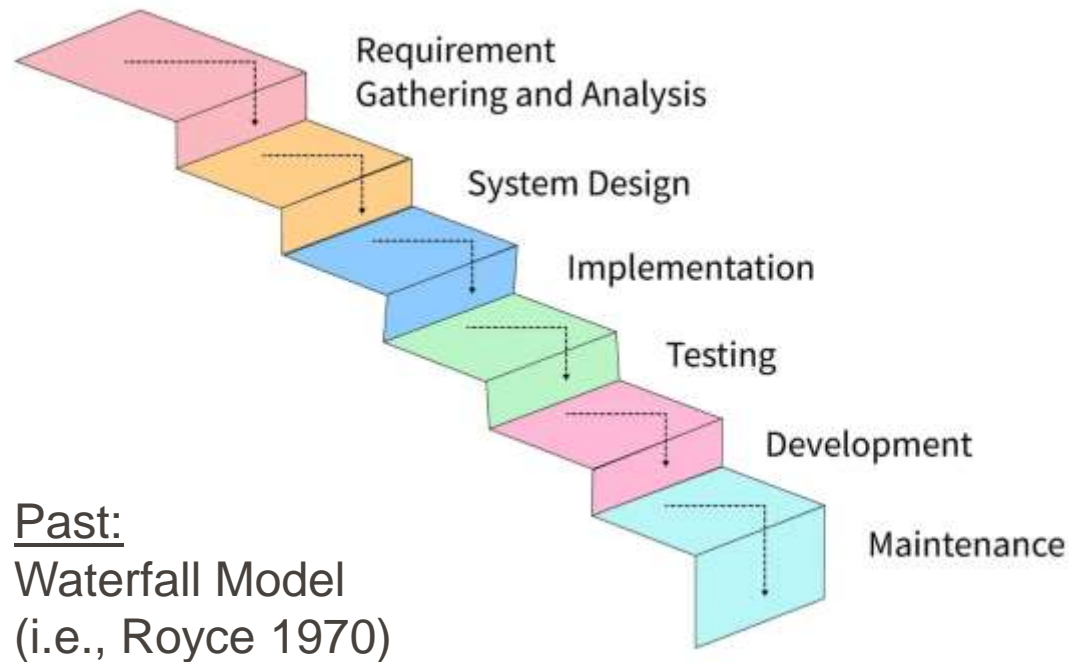 Requirement
Gathering and Analysis
System Design
Implementation
Testing
Development
Maintenance
Past:
Waterfall Model
(i.e., Royce 1970)